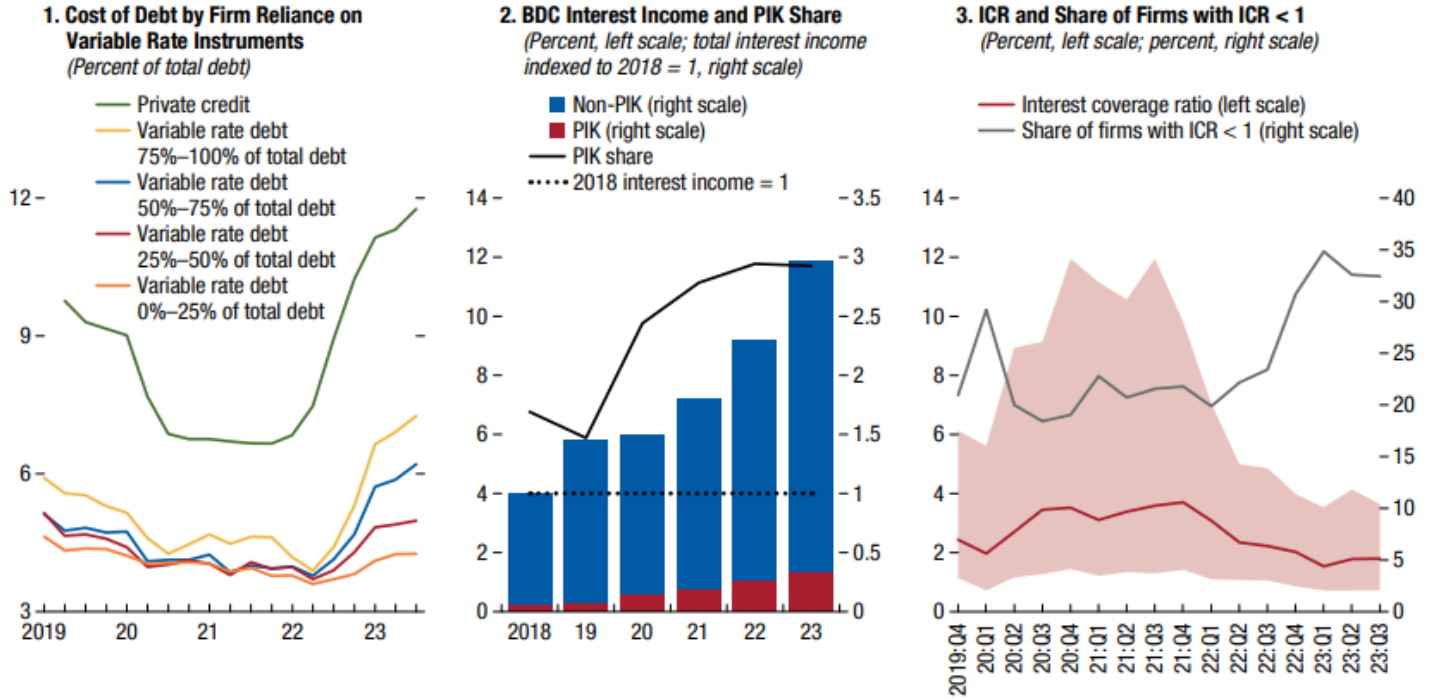 1. Cost of Debt by Firm Reliance on
Variable Rate Instruments
(Percent of total debt)
Private credit
Variable rate debt
75%–100% of total debt
Variable rate debt
50%–75% of total debt
Variable rate debt
25%–50% of total debt
Variable rate debt
0%–25% of total debt
12
9
6
3
2019 20 21 22 23
2. BDC Interest Income and PIK Share
(Percent, left scale; total interest income
indexed to 2018 = 1, right scale)
Non-PIK (right scale)
PIK (right scale)
PIK share
2018 interest income = 1
14
12
10
8
6
4
2
0
3.5
3
2.5
2
1.5
1
0.5
0
2018 19 20 21 22 23
3. ICR and Share of Firms with ICR < 1
(Percent, left scale; percent, right scale)
Interest coverage ratio (left scale)
Share of firms with ICR < 1 (right scale)
14
12
10
8
6
4
2
0
40
35
30
25
20
15
10
5
0
2019:Q4
20:Q1
20:Q2
20:Q3
20:Q4
21:Q1
21:Q2
21:Q3
21:Q4
22:Q1
22:Q2
22:Q3
22:Q4
23:Q1
23:Q2
23:Q3